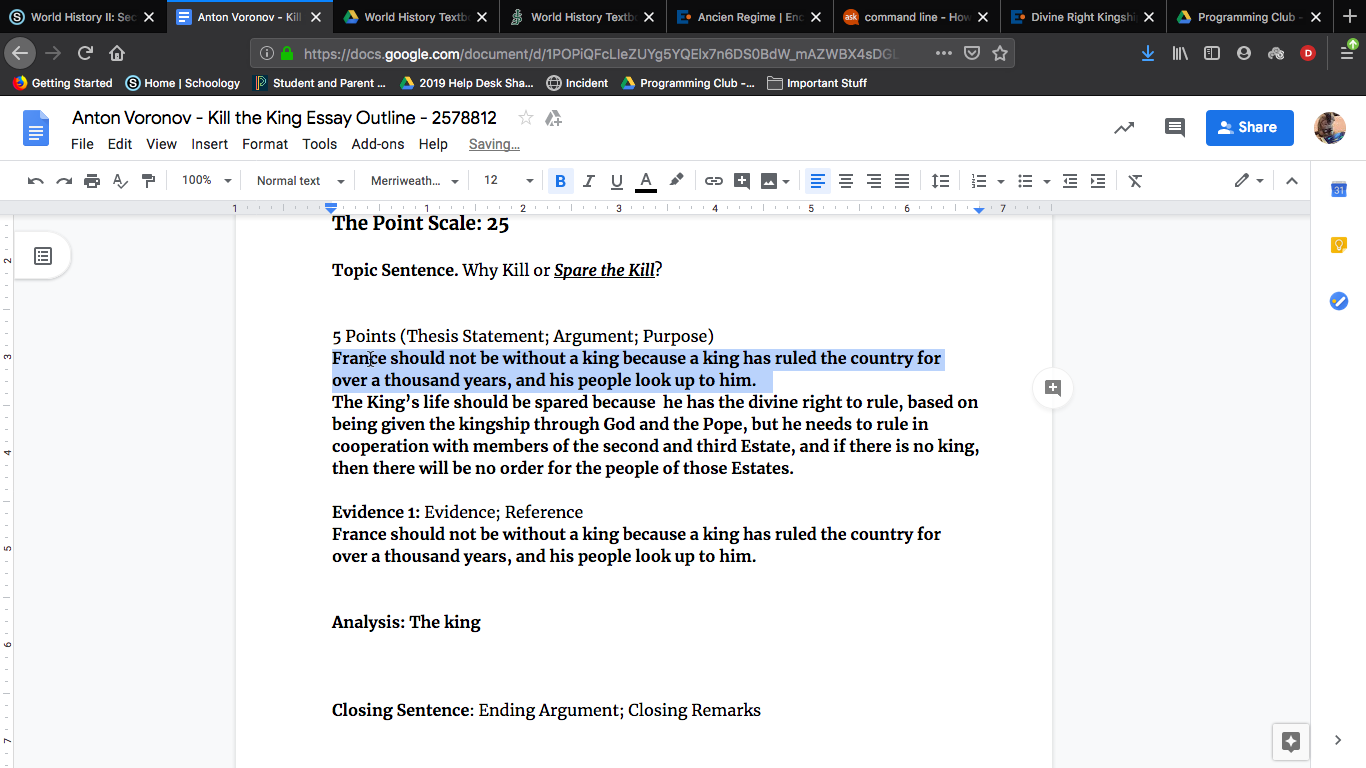 World History II: Sec
Anton Voronov - Kill
World History Textb
World History Textb
Ancien Regime | Enc
command line - How
Divine Right Kingshi
Programming Club -
https://docs.google.com/document/d/
Getting Started
Home | Schoology
Student and Parent ...
2019 Help Desk Sha...
Incident
Programming Club -...
Important Stuff
Anton Voronov - Kill the King Essay Outline - 2578812
File Edit View Insert Format Tools Add-ons Help Saving...
Share
100% Normal text Merriweath... 12
1 1 2 3 4 5 6 7
The Point Scale: 25
Topic Sentence. Why Kill or Spare the Kill?
5 Points (Thesis Statement; Argument; Purpose)
France should not be without a king because a king has ruled the country for
over a thousand years, and his people look up to him.
The King’s life should be spared because he has the divine right to rule, based on
being given the kingship through God and the Pope, but he needs to rule in
cooperation with members of the second and third Estate, and if there is no king,
then there will be no order for the people of those Estates.
Evidence 1: Evidence; Reference
France should not be without a king because a king has ruled the country for
over a thousand years, and his people look up to him.
Analysis: The king
Closing Sentence: Ending Argument; Closing Remarks